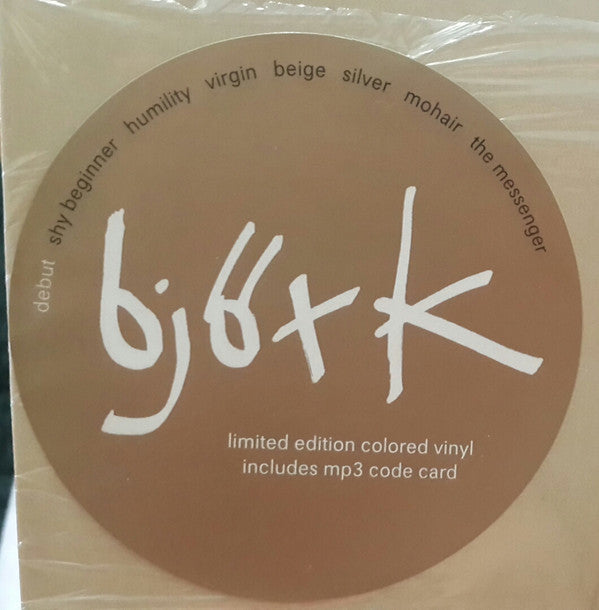 debut shy beginner humility virgin beige silver mohair the messenger
björk
limited edition colored vinyl
includes mp3 code card